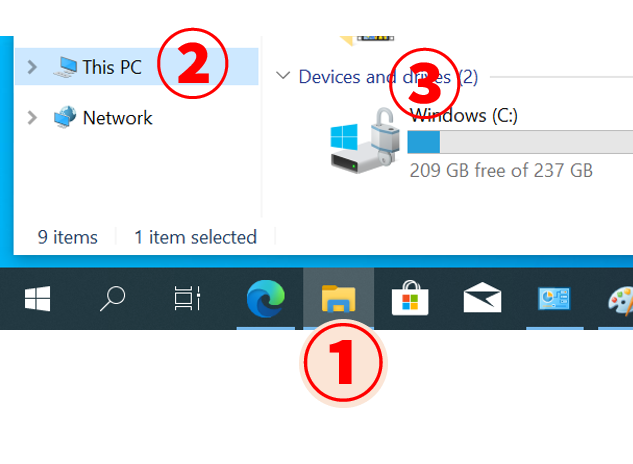 This PC
2
Devices and drives (2)
3
Network
Windows (C:)
209 GB free of 237 GB
9 items
1 item selected
1